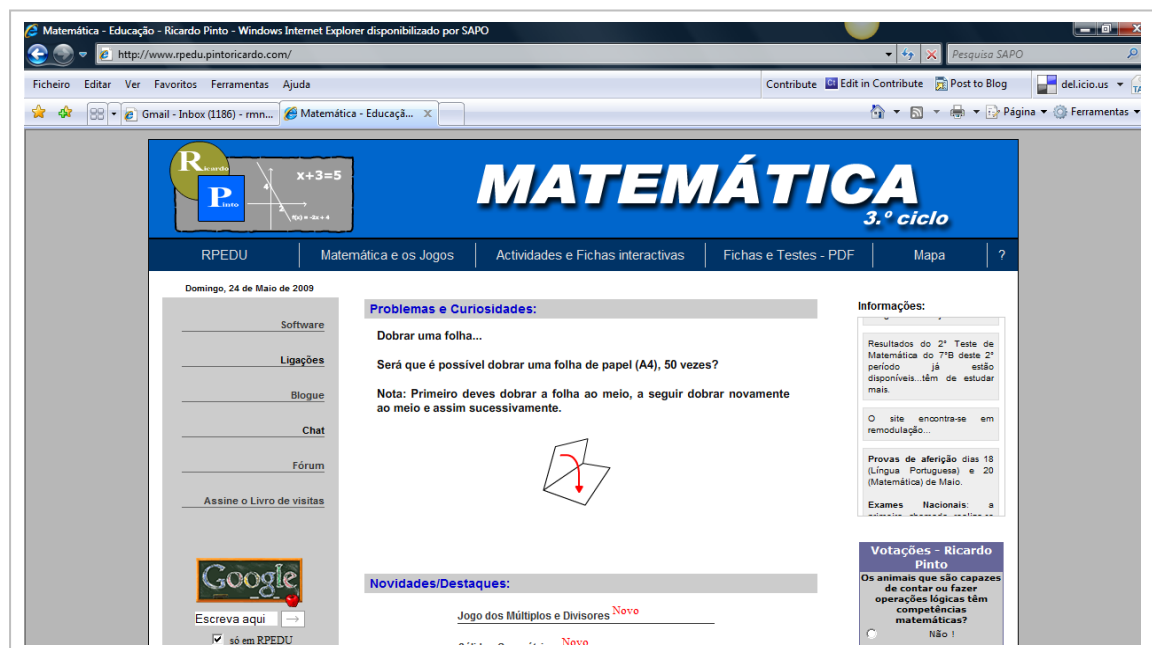 Matemática - Educação - Ricardo Pinto - Windows Internet Explorer disponibilizado por SAPO
http://www.rpedu.pintoricardo.com/
Pesquisa SAPO
Ficheiro Editar Ver Favoritos Ferramentas Ajuda
Contribute Edit in Contribute Post to Blog
del.icio.us
Gmail - Inbox (1186) - rmn...
Matemática - Educaçã...
Página
Ferramentas
Ricardo
Pinto
x+3=5
4
2
f(x) = -2x + 4
MATEMÁTICA
3.º ciclo
RPEDU
Matemática e os Jogos
Actividades e Fichas interactivas
Fichas e Testes - PDF
Mapa
?
Domingo, 24 de Maio de 2009
Software
Ligações
Blogue
Chat
Fórum
Assine o Livro de visitas
Google
Escreva aqui
só em RPEDU
Problemas e Curiosidades:
Dobrar uma folha...
Será que é possível dobrar uma folha de papel (A4), 50 vezes?
Nota: Primeiro deves dobrar a folha ao meio, a seguir dobrar novamente
ao meio e assim sucessivamente.
Novidades/Destaques:
Jogo dos Múltiplos e Divisores Novo
Novo
Informações:
Resultados do 2º Teste de
Matemática do 7ºB deste 2º
período já estão
disponíveis...têm de estudar
mais.
O site encontra-se em
remodulação...
Provas de aferição dias 18
(Língua Portuguesa) e 20
(Matemática) de Maio.
Exames Nacionais: a
Votações - Ricardo
Pinto
Os animais que são capazes
de contar ou fazer
operações lógicas têm
competências
matemáticas?
Não !